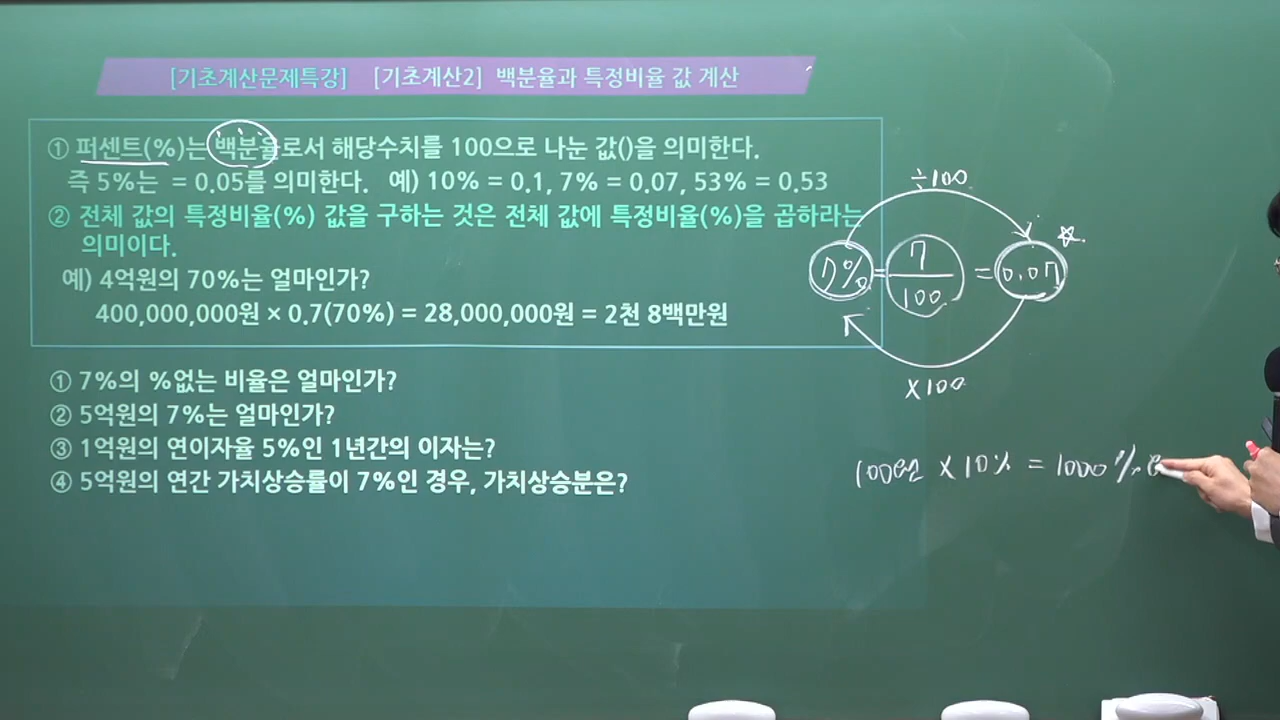 [기초계산문제특강] [기초계산2] 백분율과 특정비율 값 계산
① 퍼센트(%)는 백분율로서 해당수치를 100으로 나눈 값()을 의미한다.
즉 5%는 = 0.05를 의미한다. 예) 10% = 0.1, 7% = 0.07, 53% = 0.53
② 전체 값의 특정비율(%) 값을 구하는 것은 전체 값에 특정비율(%)을 곱하라는
의미이다.
예) 4억원의 70%는 얼마인가?
400,000,000원 × 0.7(70%) = 28,000,000원 = 2천 8백만원
① 7%의 %없는 비율은 얼마인가?
② 5억원의 7%는 얼마인가?
③ 1억원의 연이자율 5%인 1년간의 이자는?
④ 5억원의 연간 가치상승률이 7%인 경우, 가치상승분은?
÷100
7% = 7/100 = 0.07
×100
100원 × 10% = 1000%